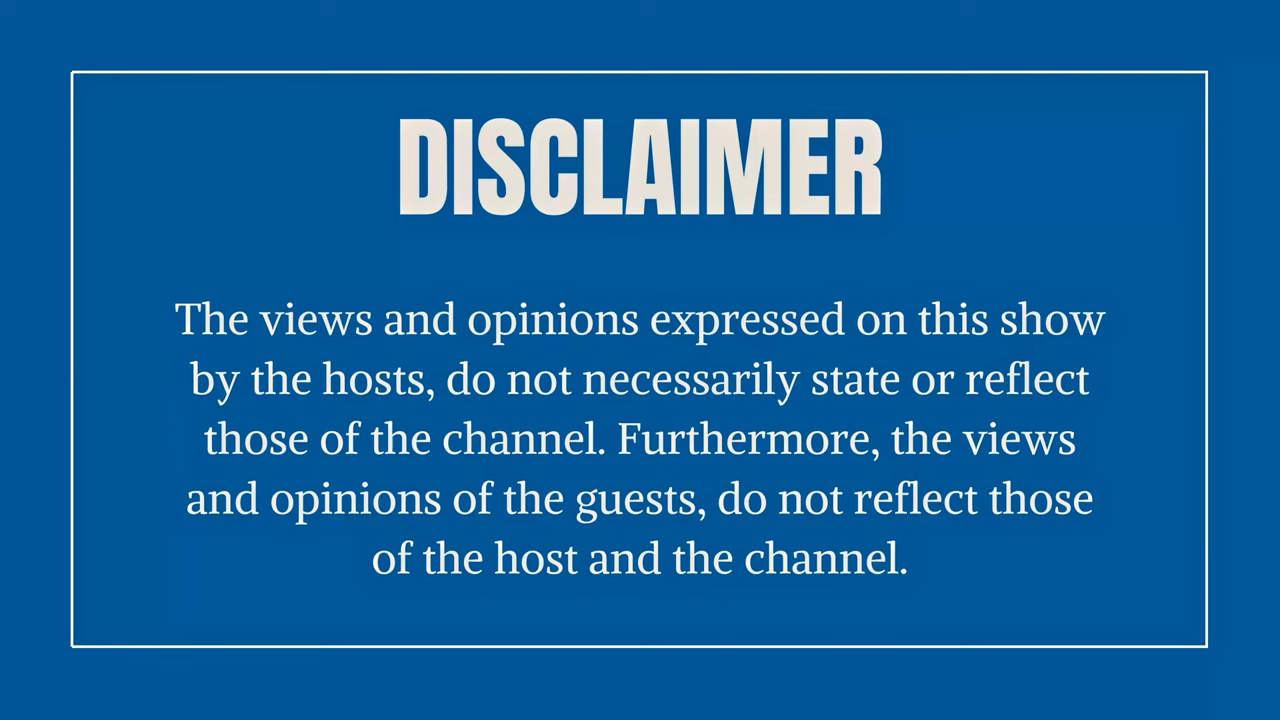 DISCLAIMER
The views and opinions expressed on this show
by the hosts, do not necessarily state or reflect
those of the channel. Furthermore, the views
and opinions of the guests, do not reflect those
of the host and the channel.